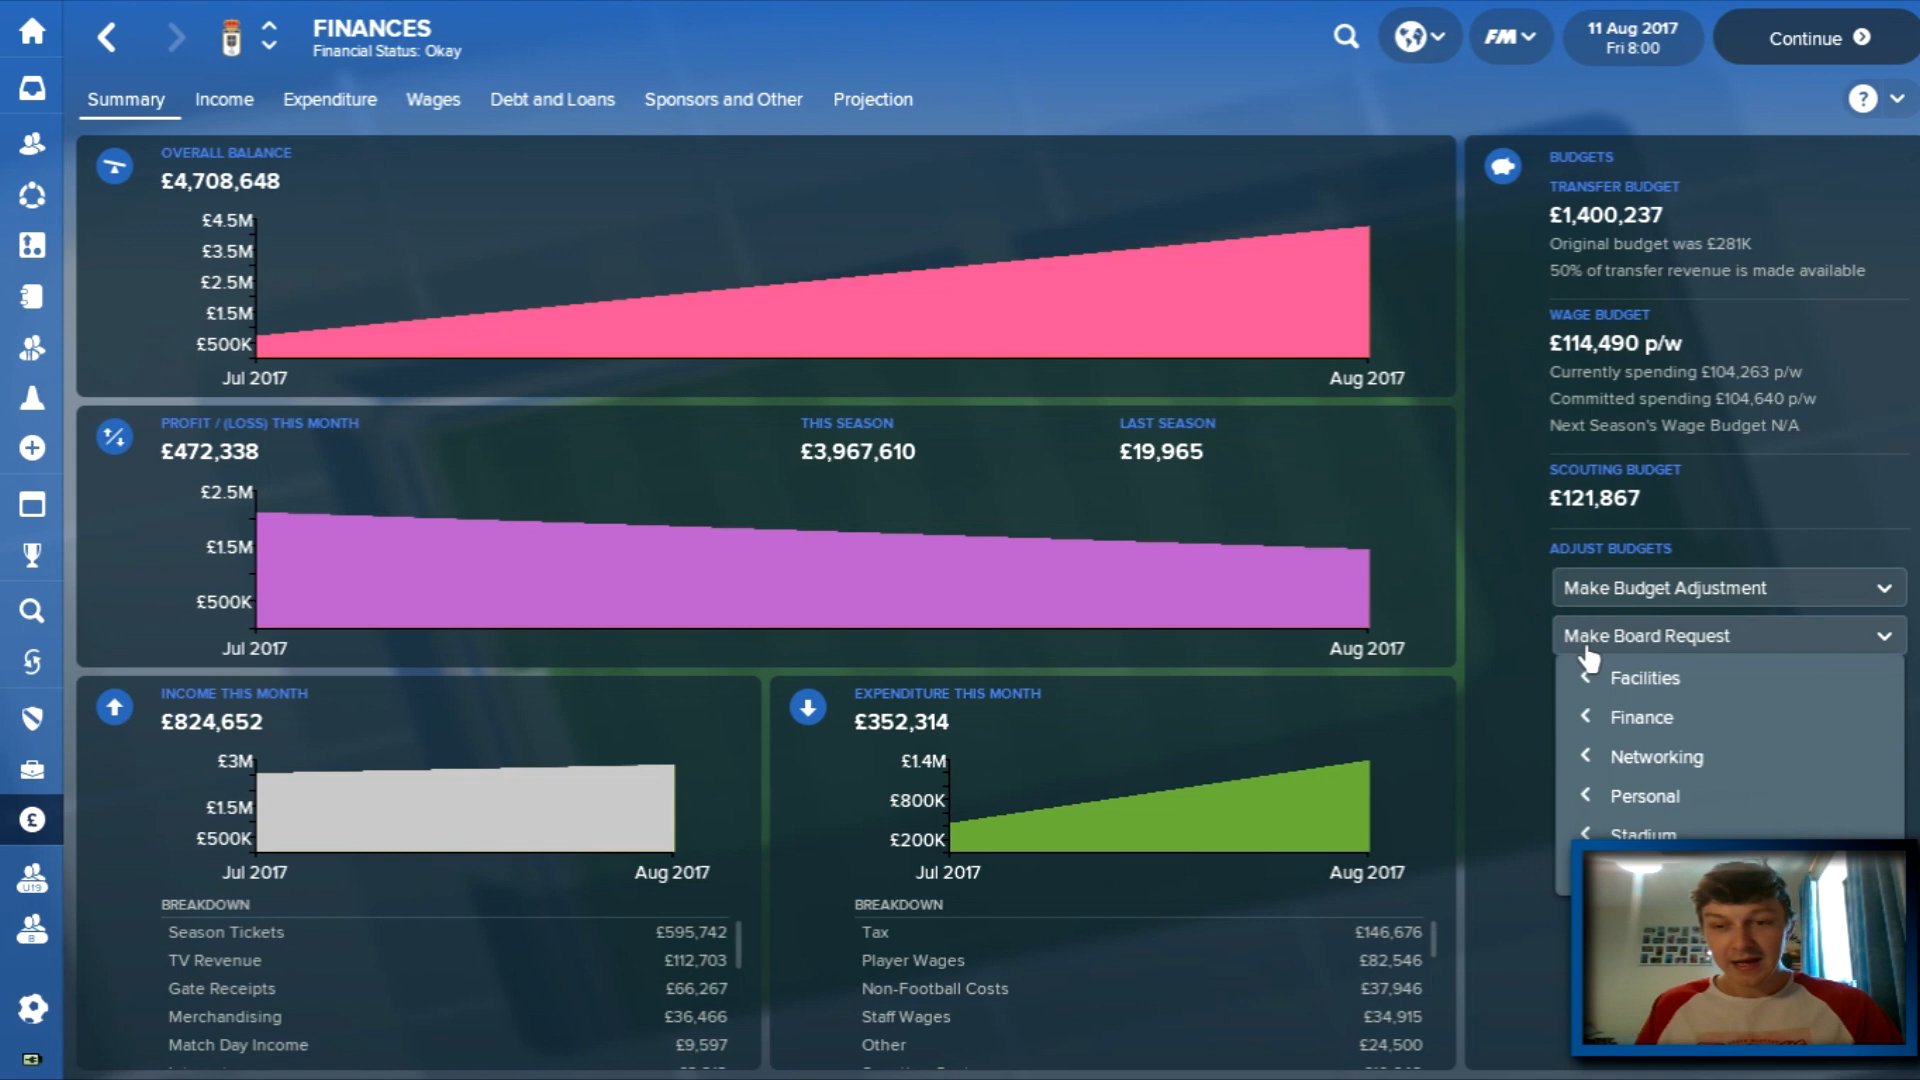 FINANCES
Financial Status: Okay
FM
11 Aug 2017
Fri 8:00
Continue
Summary
Income
Expenditure
Wages
Debt and Loans
Sponsors and Other
Projection
?
OVERALL BALANCE
£4,708,648
£4.5M
£3.5M
£2.5M
£1.5M
£500K
Jul 2017
Aug 2017
PROFIT / (LOSS) THIS MONTH
£472,338
THIS SEASON
£3,967,610
LAST SEASON
£19,965
£2.5M
£1.5M
£500K
Jul 2017
Aug 2017
INCOME THIS MONTH
£824,652
£3M
£1.5M
£500K
Jul 2017
Aug 2017
BREAKDOWN
Season Tickets £595,742
TV Revenue £112,703
Gate Receipts £66,267
Merchandising £36,466
Match Day Income £9,597
EXPENDITURE THIS MONTH
£352,314
£1.4M
£800K
£200K
Jul 2017
Aug 2017
BREAKDOWN
Tax £146,676
Player Wages £82,546
Non-Football Costs £37,946
Staff Wages £34,915
Other £24,500
BUDGETS
TRANSFER BUDGET
£1,400,237
Original budget was £281K
50% of transfer revenue is made available
WAGE BUDGET
£114,490 p/w
Currently spending £104,263 p/w
Committed spending £104,640 p/w
Next Season's Wage Budget N/A
SCOUTING BUDGET
£121,867
ADJUST BUDGETS
Make Budget Adjustment
Make Board Request
Facilities
Finance
Networking
Personal
Stadium
£
U19
B